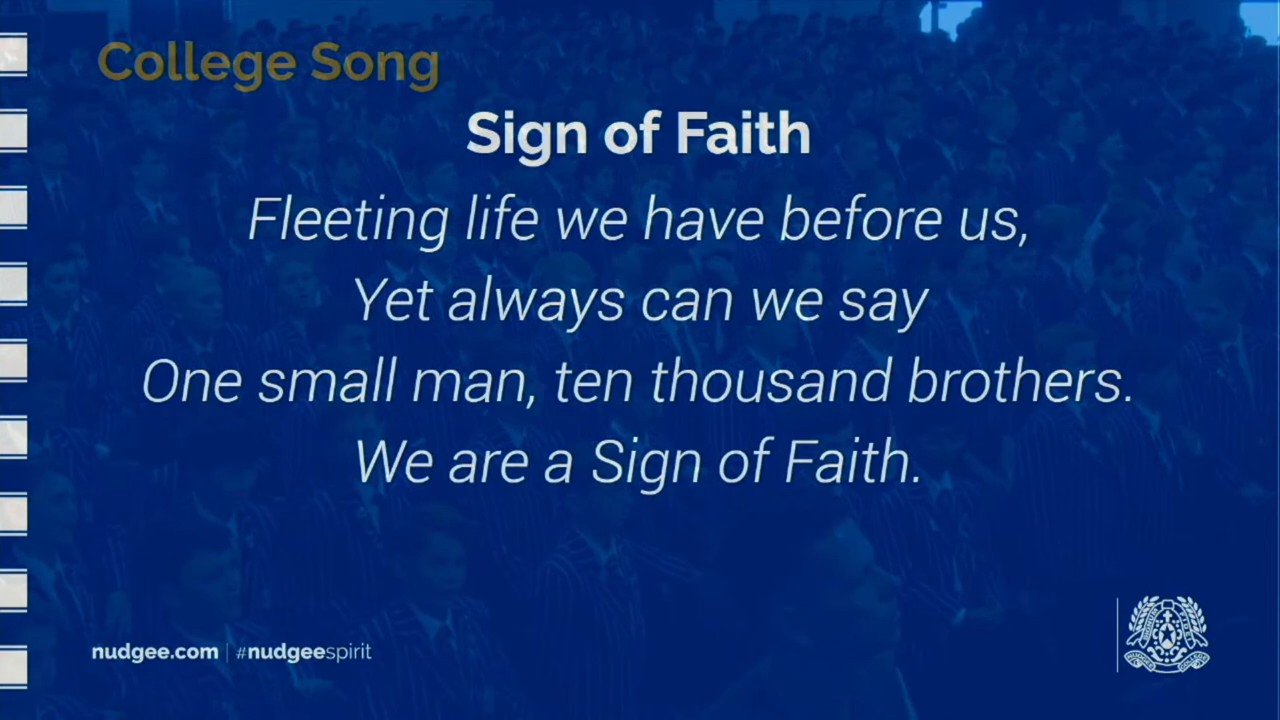 College Song
Sign of Faith
Fleeting life we have before us,
Yet always can we say
One small man, ten thousand brothers.
We are a Sign of Faith.
nudgee.com | #nudgeespirit